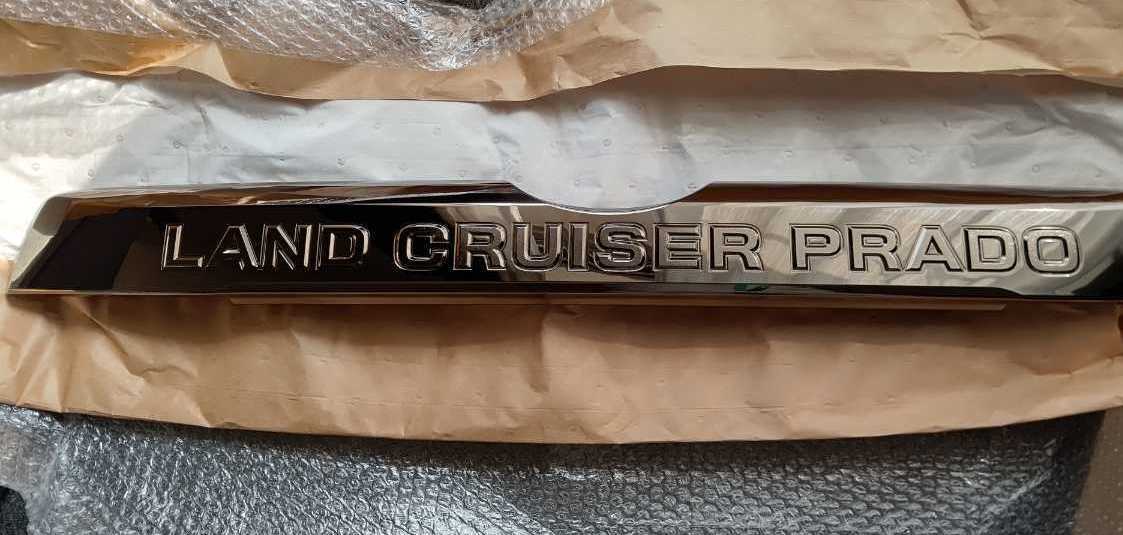 LAND CRUISER PRADO